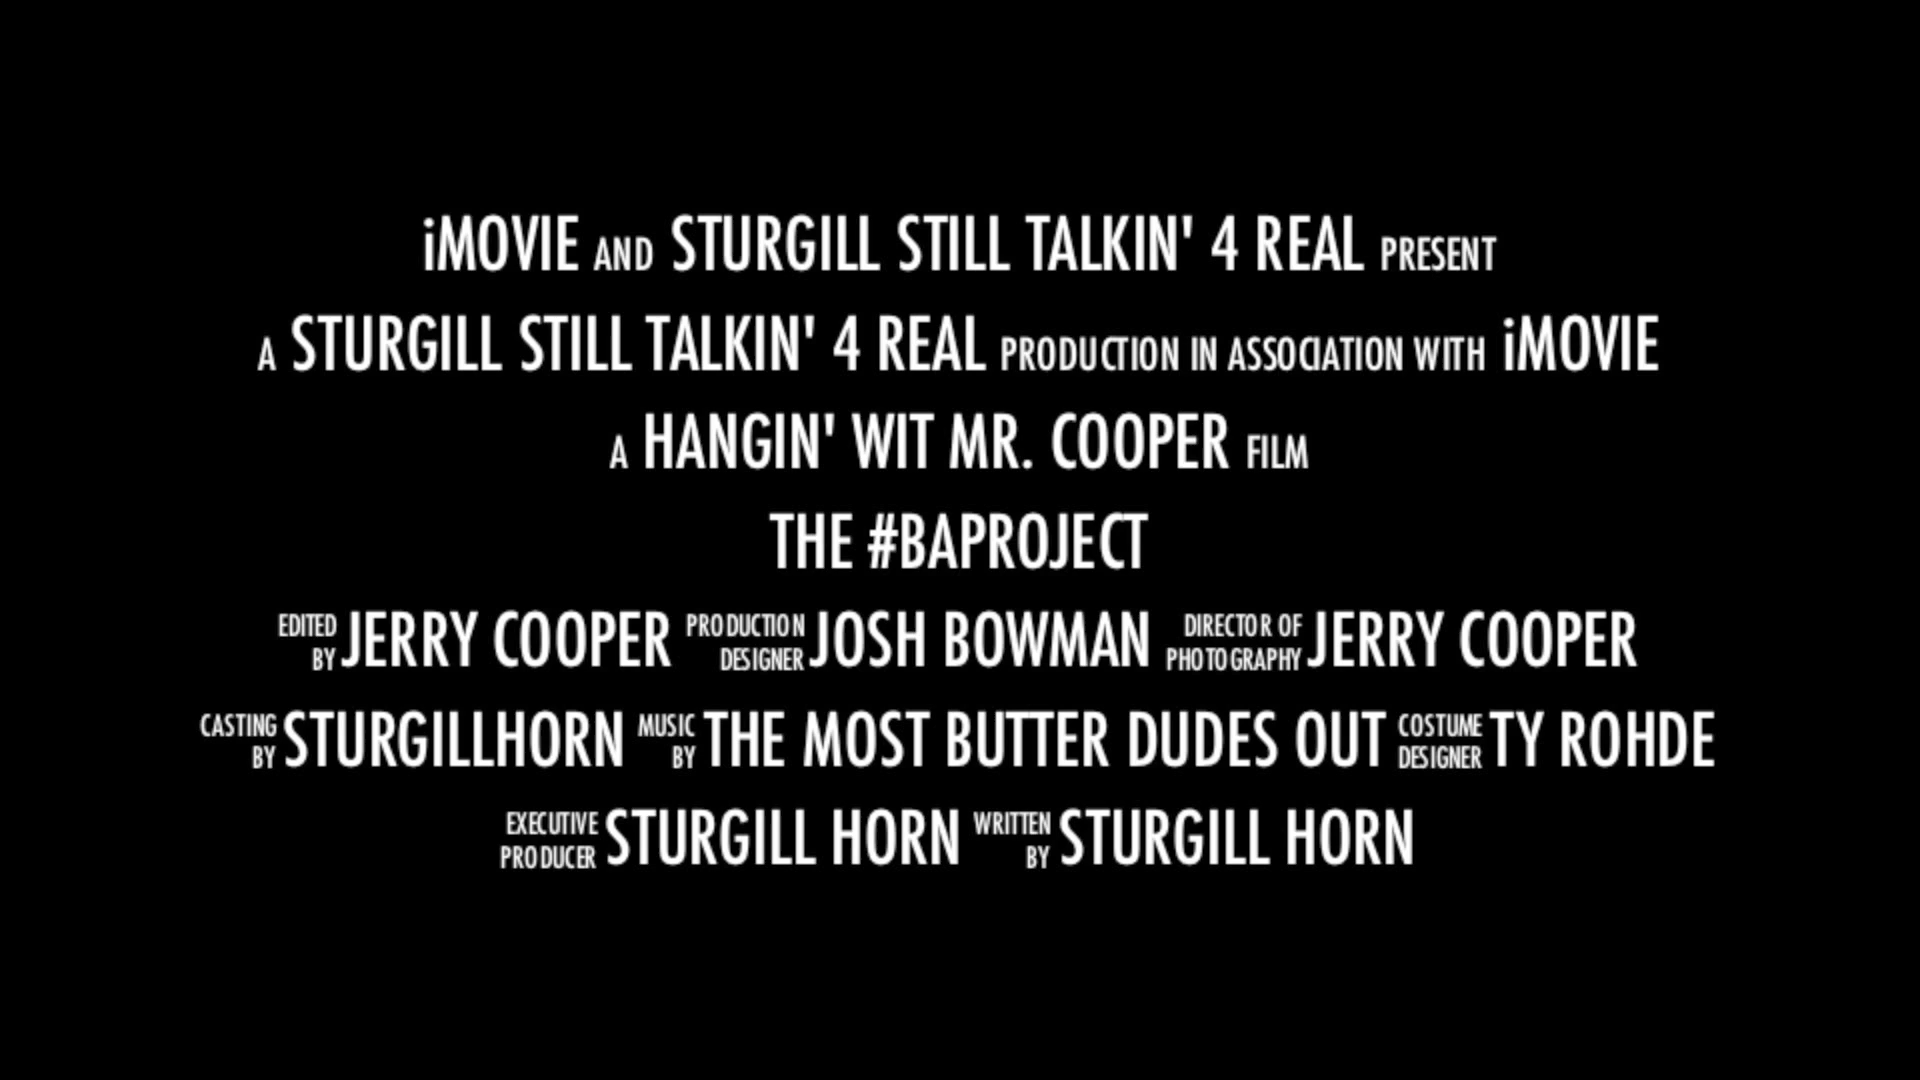 iMOVIE AND STURGILL STILL TALKIN' 4 REAL PRESENT
A STURGILL STILL TALKIN' 4 REAL PRODUCTION IN ASSOCIATION WITH iMOVIE
A HANGIN' WIT MR. COOPER FILM
THE #BAPROJECT
EDITED BY JERRY COOPER PRODUCTION DESIGNER JOSH BOWMAN DIRECTOR OF PHOTOGRAPHY JERRY COOPER
CASTING BY STURGILLHORN MUSIC BY THE MOST BUTTER DUDES OUT COSTUME DESIGNER TY ROHDE
EXECUTIVE PRODUCER STURGILL HORN WRITTEN BY STURGILL HORN